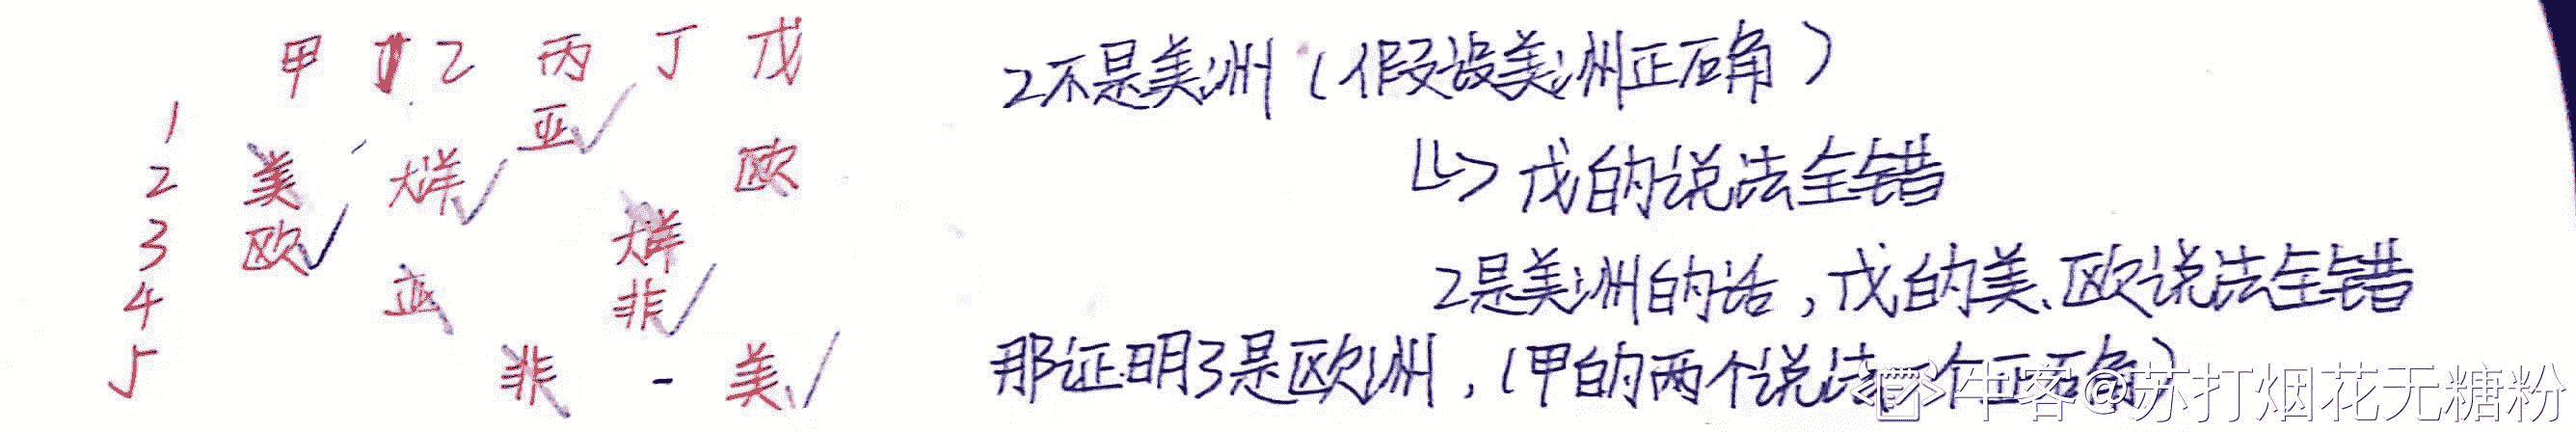 甲 乙 丙 丁 戊
1 亚✓
2 美 大洋✓ 欧
3 欧✓ 大洋
4 亚 非✓
5 非 - 美✓
2不是美洲(假设美洲正确)
↳>戊的说法全错
2是美洲的话,戊的美、欧说法全错
那证明3是欧洲,(甲的两个说法一个正确)
牛客@苏打烟花无糖粉